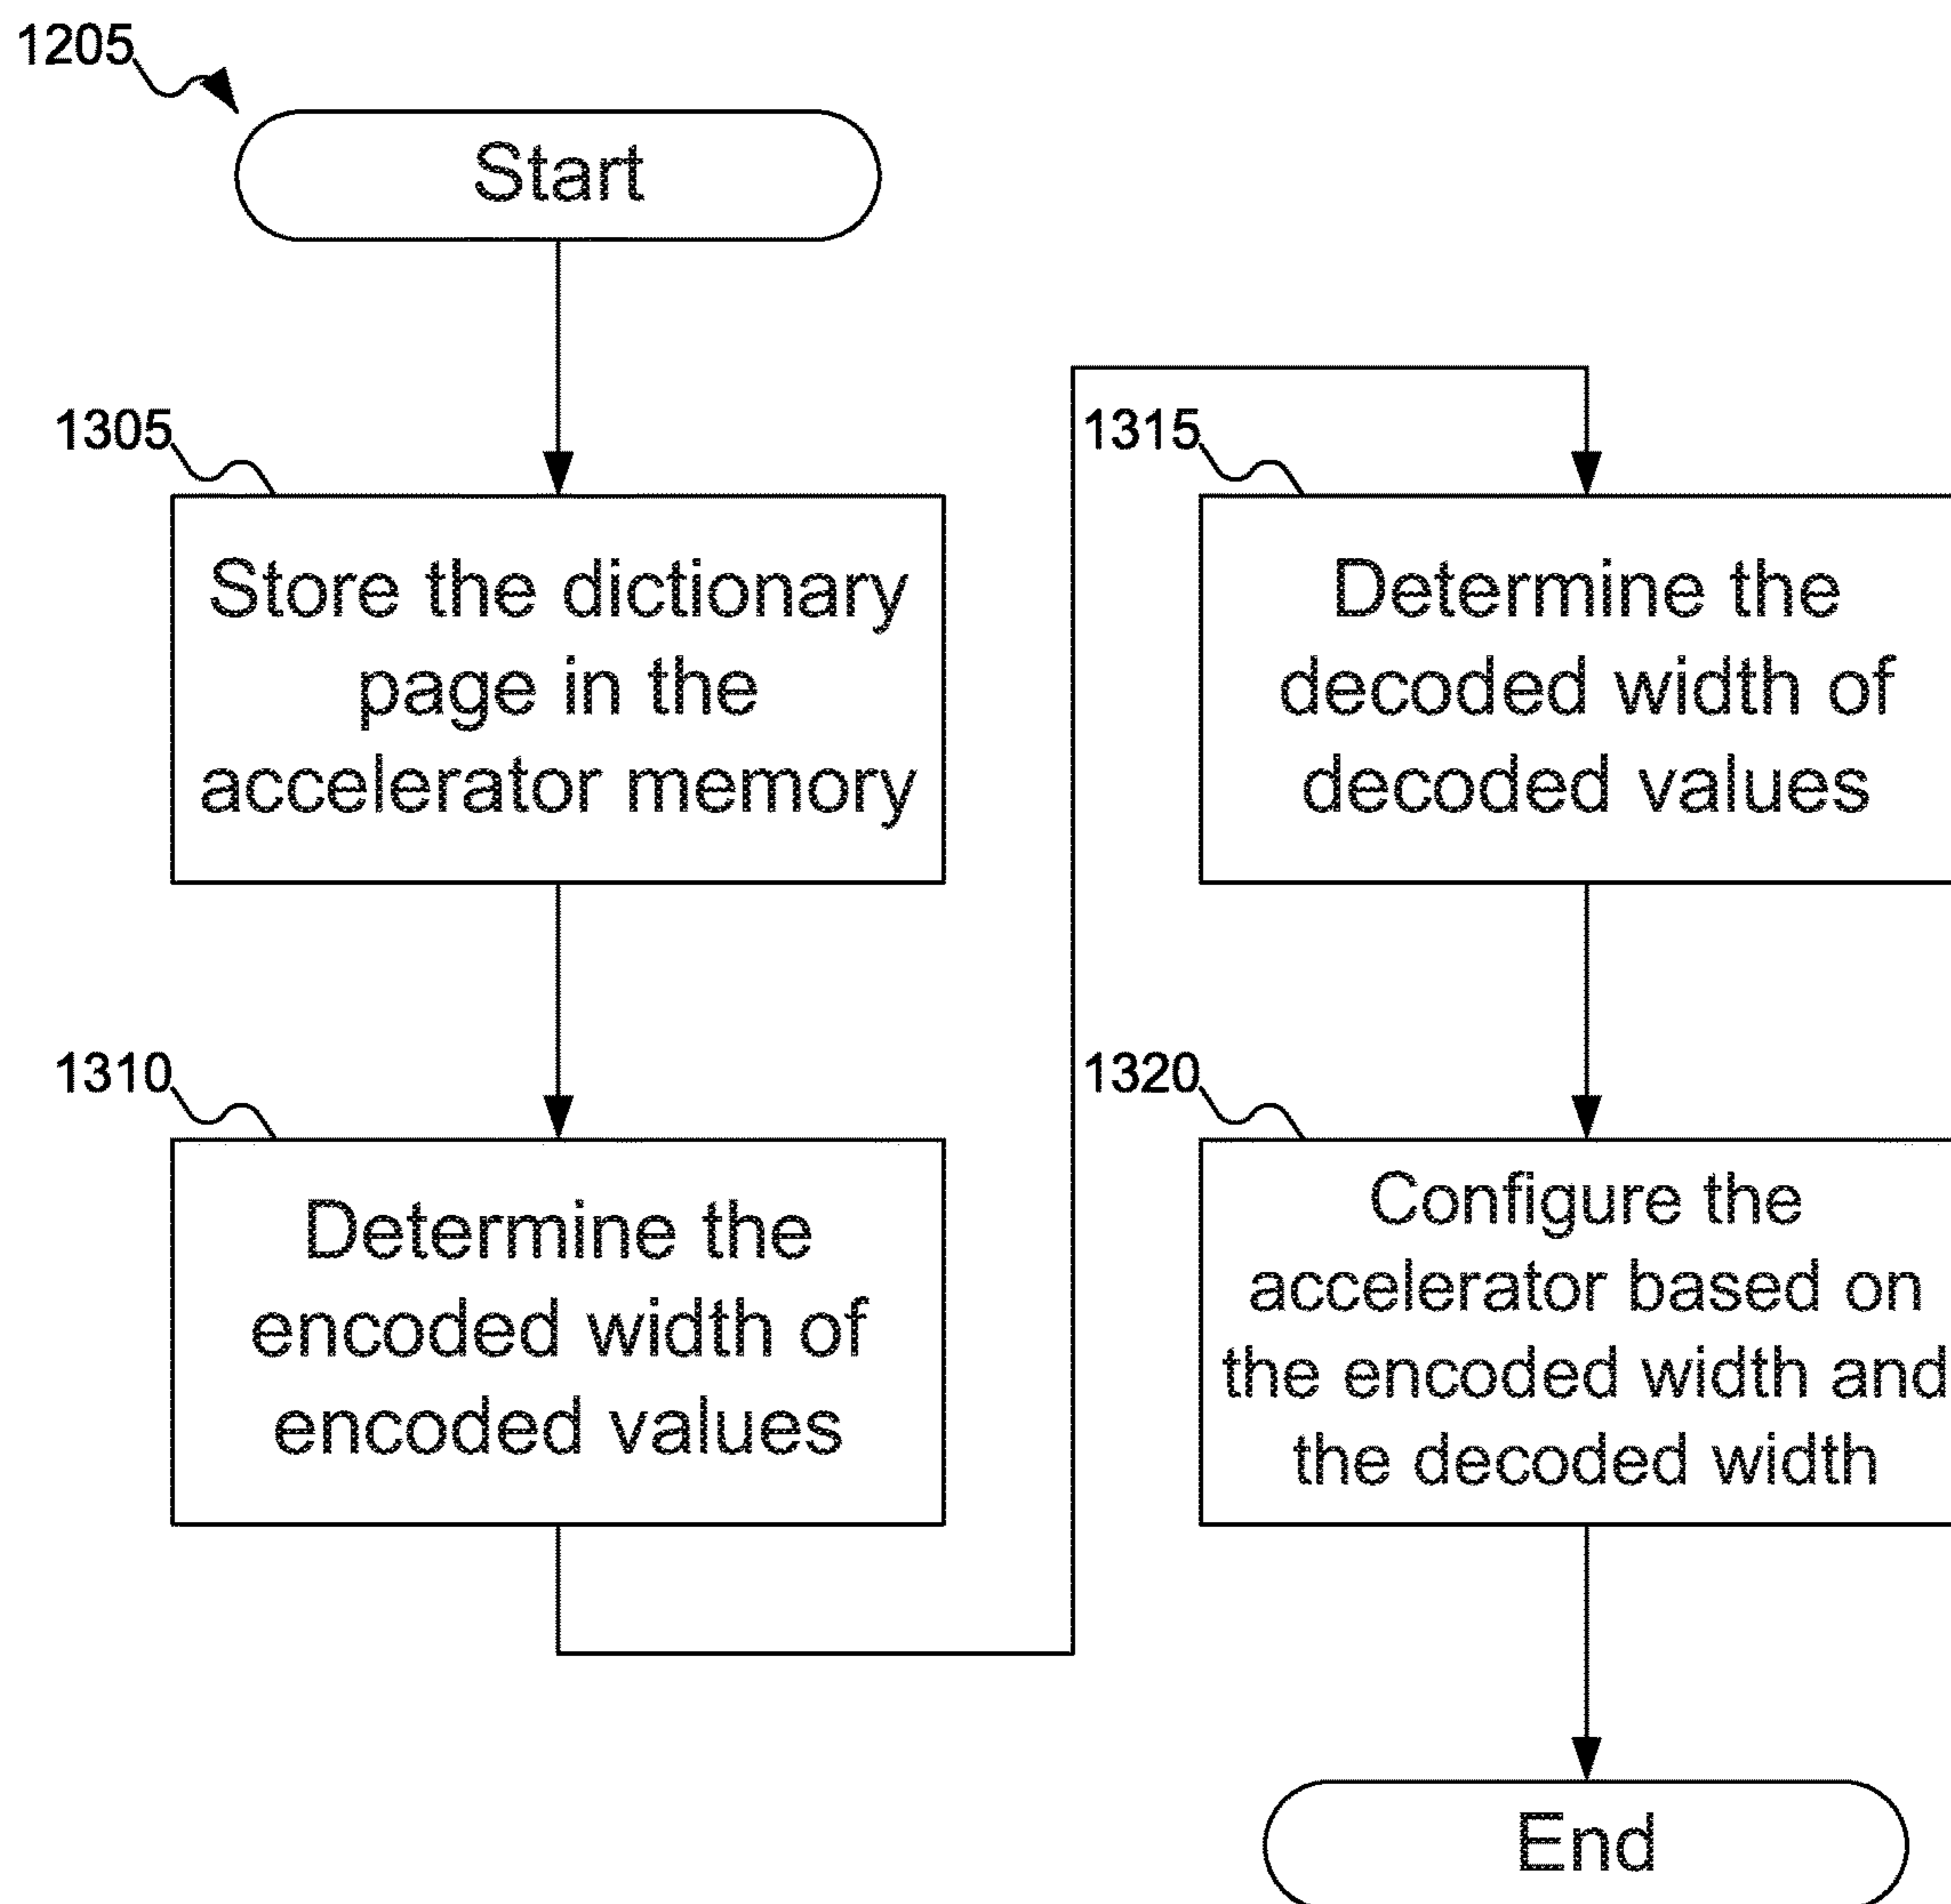 1205
Start
1305
Store the dictionary
page in the
accelerator memory
1310
Determine the
encoded width of
encoded values
1315
Determine the
decoded width of
decoded values
1320
Configure the
accelerator based on
the encoded width and
the decoded width
End